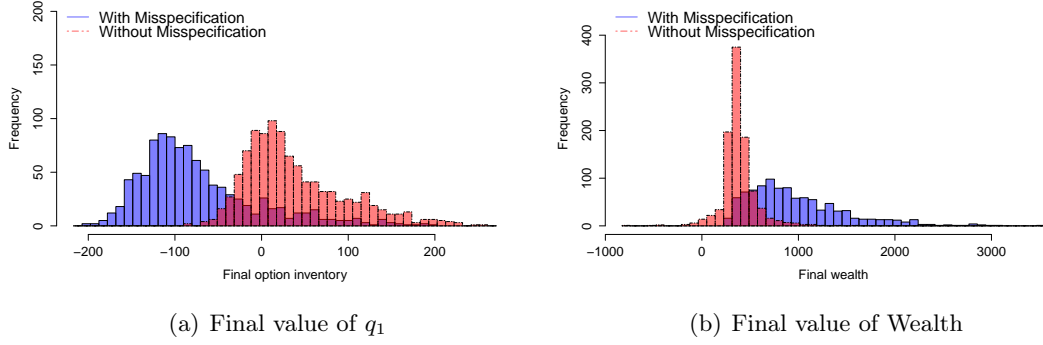 With Misspecification
Without Misspecification
Frequency
200
150
100
50
0
-200
-100
0
100
200
Final option inventory
(a) Final value of q1
With Misspecification
Without Misspecification
Frequency
400
300
200
100
0
-1000
0
1000
2000
3000
Final wealth
(b) Final value of Wealth